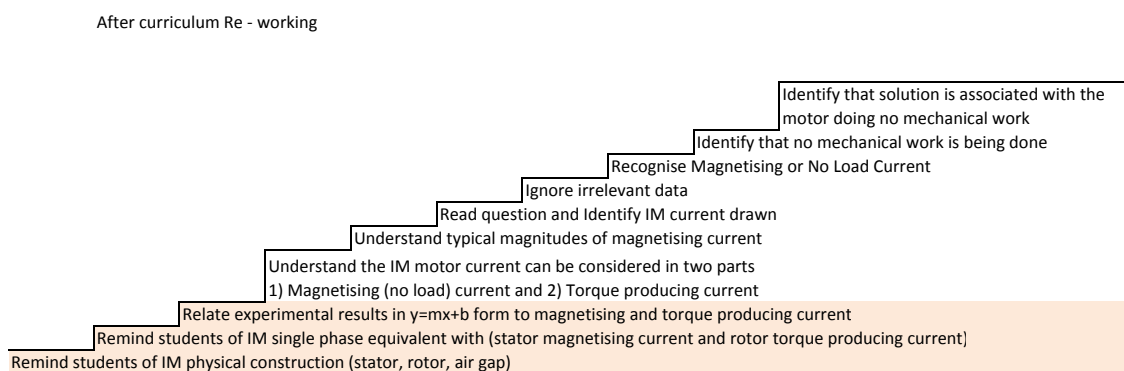 After curriculum Re - working
Identify that solution is associated with the
motor doing no mechanical work
Identify that no mechanical work is being done
Recognise Magnetising or No Load Current
Ignore irrelevant data
Read question and Identify IM current drawn
Understand typical magnitudes of magnetising current
Understand the IM motor current can be considered in two parts
1) Magnetising (no load) current and 2) Torque producing current
Relate experimental results in y=mx+b form to magnetising and torque producing current
Remind students of IM single phase equivalent with (stator magnetising current and rotor torque producing current)
Remind students of IM physical construction (stator, rotor, air gap)